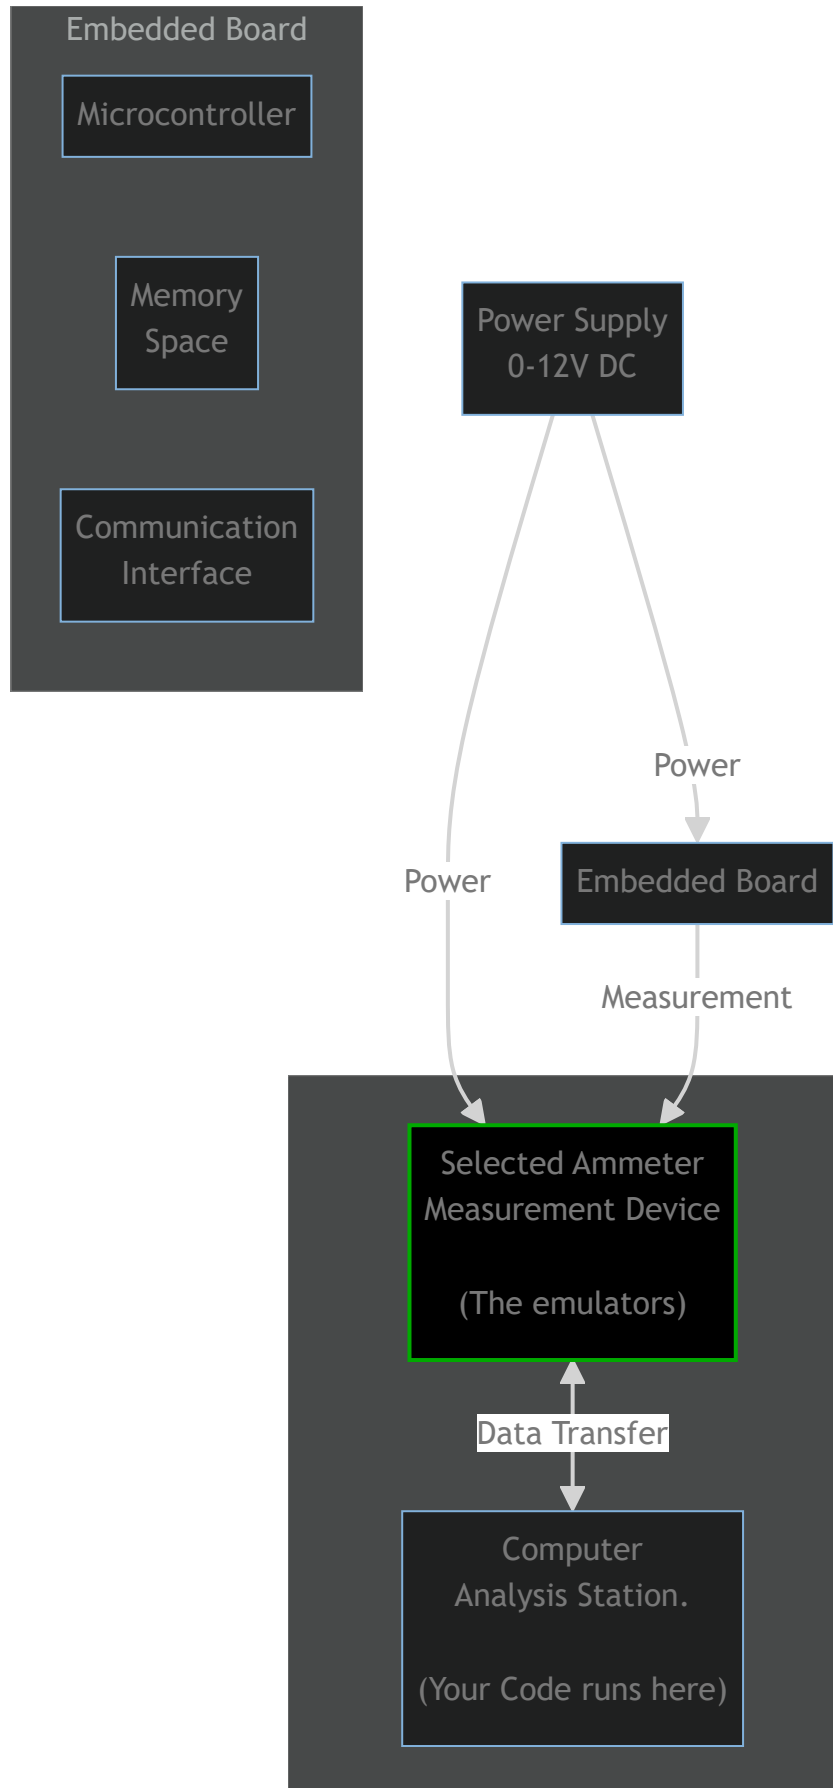 Embedded Board
Microcontroller
Memory
Space
Communication
Interface
Power Supply
0-12V DC
Power
Power
Embedded Board
Measurement
Selected Ammeter
Measurement Device
(The emulators)
Data Transfer
Computer
Analysis Station.
(Your Code runs here)